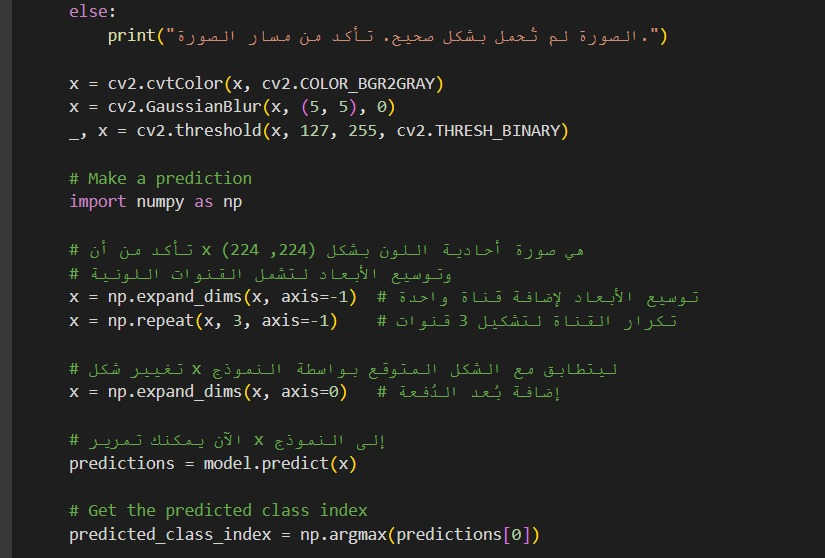 else:
print("الصورة لم تُحمل بشكل صحيح. تأكد من مسار الصورة.")
x = cv2.cvtColor(x, cv2.COLOR_BGR2GRAY)
x = cv2.GaussianBlur(x, (5, 5), 0)
_, x = cv2.threshold(x, 127, 255, cv2.THRESH_BINARY)
# Make a prediction
import numpy as np
# تأكد من أن x هي صورة أحادية اللون بشكل (224, 224)
# وتوسيع الأبعاد لتشمل القنوات اللونية
x = np.expand_dims(x, axis=-1)  # توسيع الأبعاد لإضافة قناة واحدة
x = np.repeat(x, 3, axis=-1)    # تكرار القناة لتشكيل 3 قنوات
# تغيير شكل x ليتطابق مع الشكل المتوقع بواسطة النموذج
x = np.expand_dims(x, axis=0)   # إضافة بُعد الدُفعة
# الآن يمكنك تمرير x إلى النموذج
predictions = model.predict(x)
# Get the predicted class index
predicted_class_index = np.argmax(predictions[0])